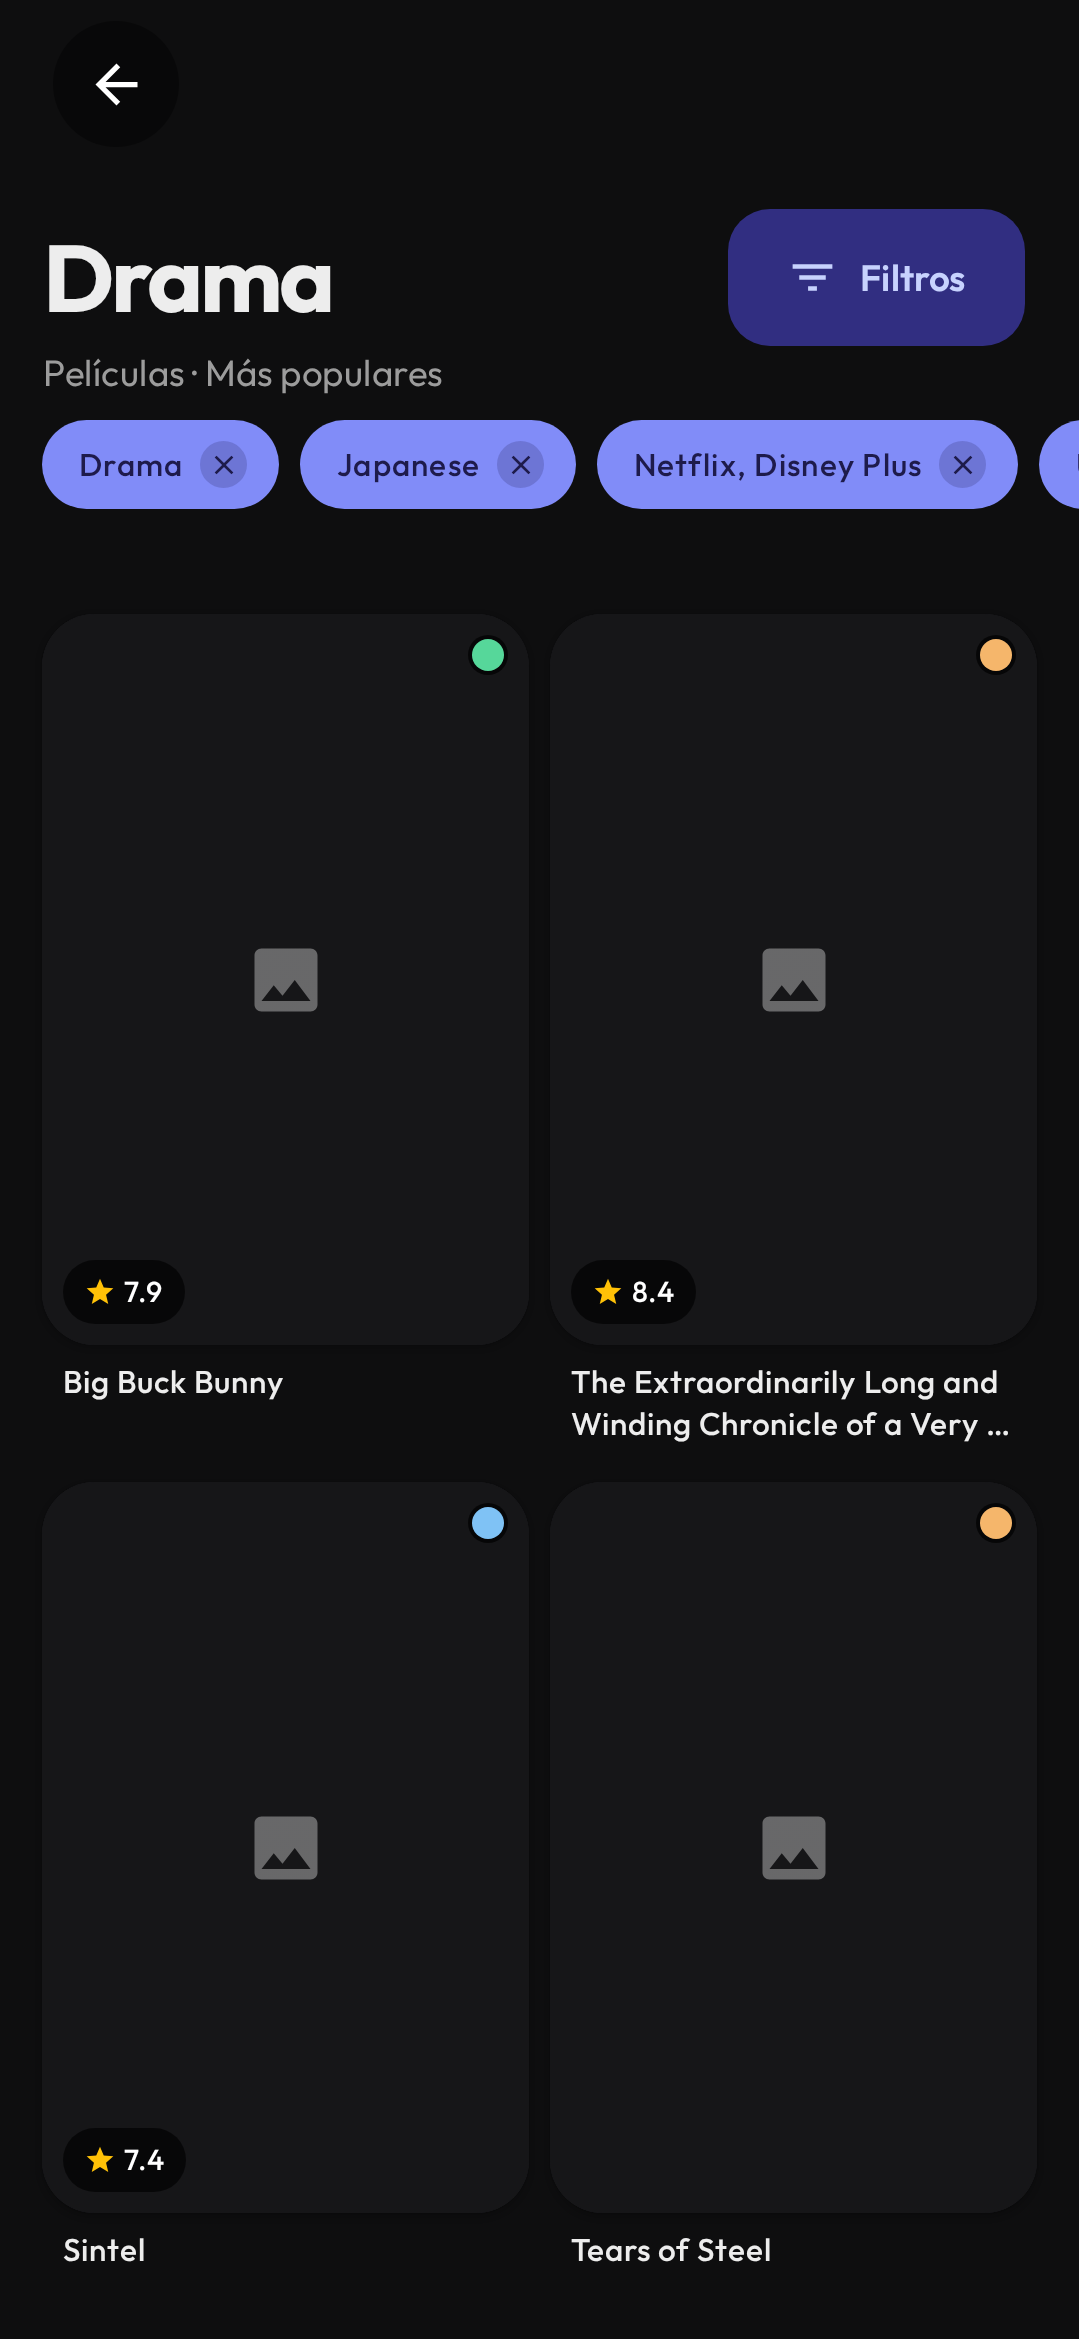 Drama
Filtros
Películas · Más populares
Drama
Japanese
Netflix, Disney Plus
7.9
8.4
Big Buck Bunny
The Extraordinarily Long and
Winding Chronicle of a Very ...
7.4
Sintel
Tears of Steel